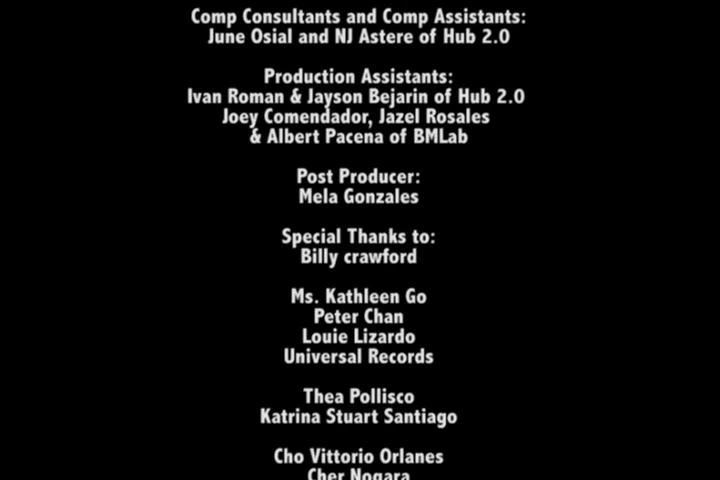 Comp Consultants and Comp Assistants:
June Osial and NJ Astere of Hub 2.0
Production Assistants:
Ivan Roman & Jayson Bejarin of Hub 2.0
Joey Comendador, Jazel Rosales
& Albert Pacena of BMLab
Post Producer:
Mela Gonzales
Special Thanks to:
Billy crawford
Ms. Kathleen Go
Peter Chan
Louie Lizardo
Universal Records
Thea Pollisco
Katrina Stuart Santiago
Cho Vittorio Orlanes
Cher Nogara